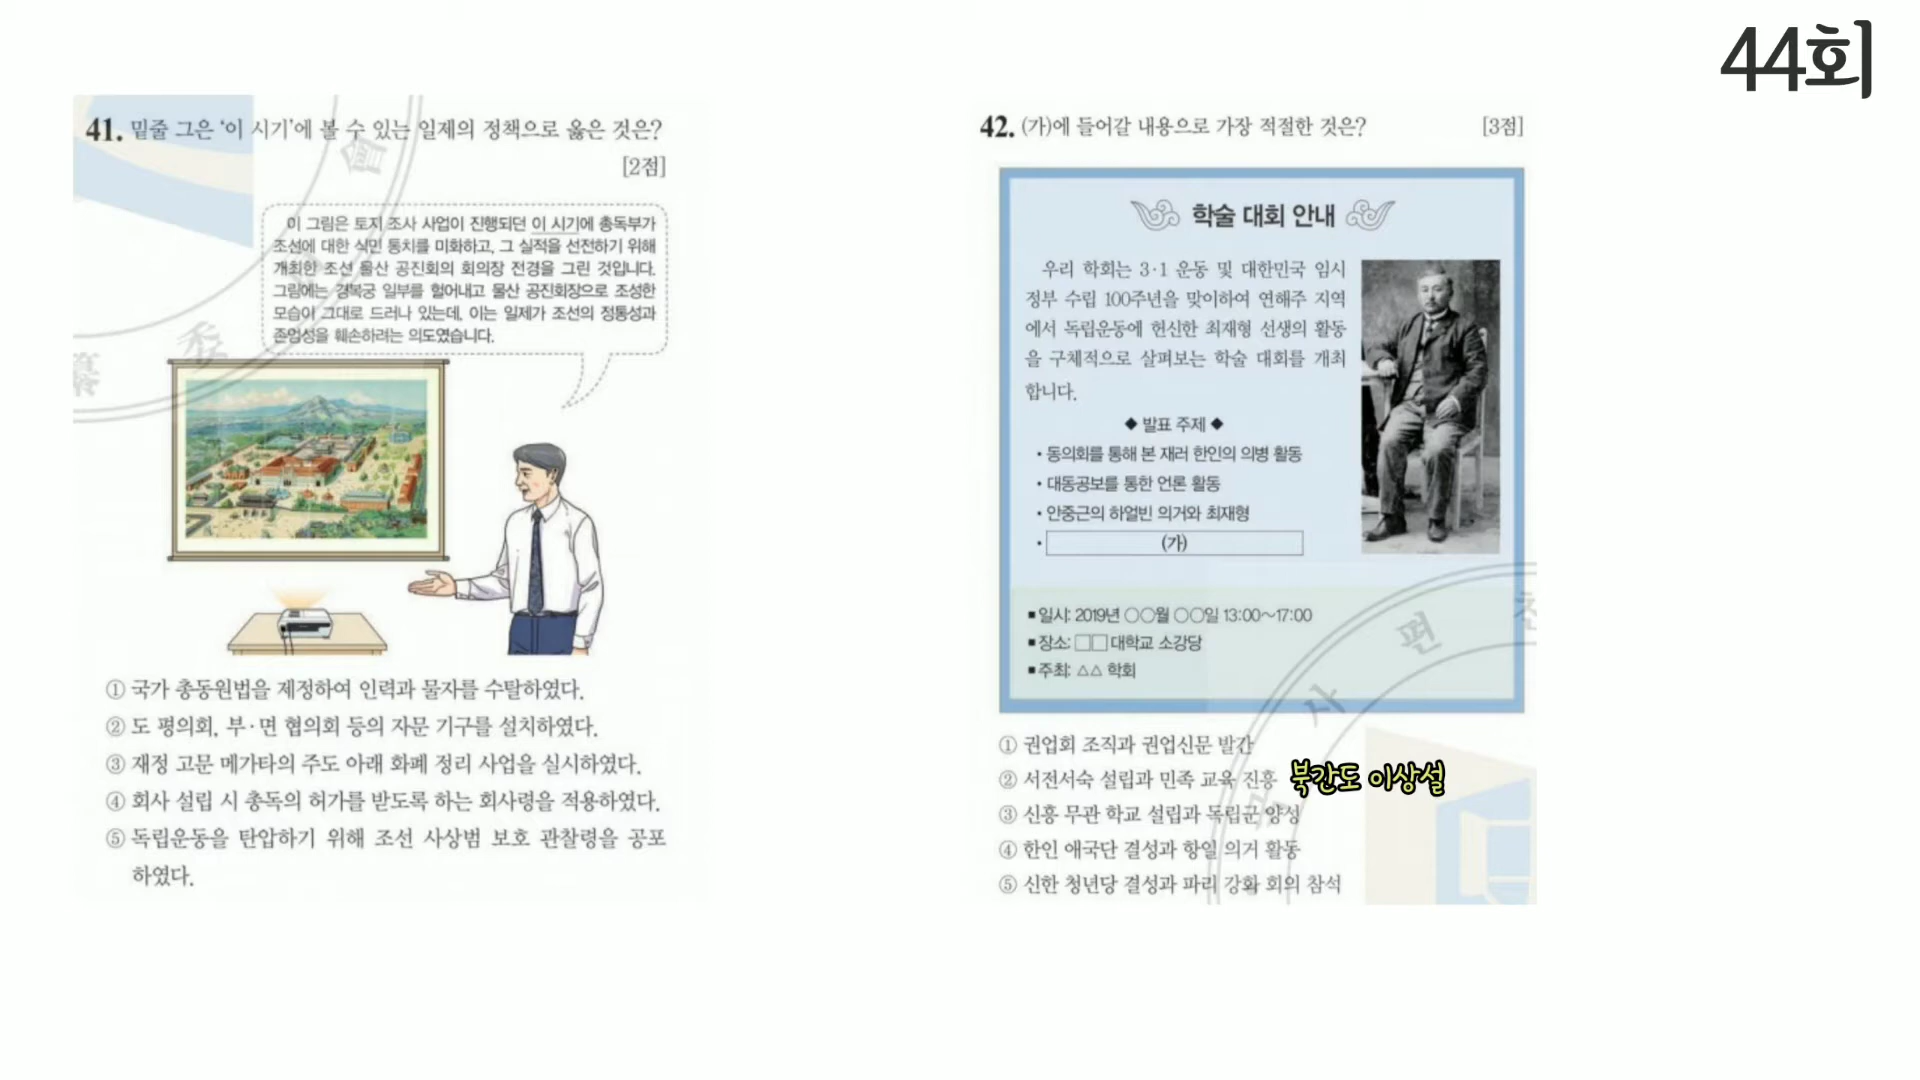 44회
41. 밑줄 그은 '이 시기'에 볼 수 있는 일제의 정책으로 옳은 것은?
[2점]
이 그림은 토지 조사 사업이 진행되던 이 시기에 총독부가
조선에 대한 식민 통치를 미화하고, 그 실적을 선전하기 위해
개최한 조선 물산 공진회의 회의장 전경을 그린 것입니다.
그림에는 경복궁 일부를 헐어내고 물산 공진회장으로 조성한
모습이 그대로 드러나 있는데, 이는 일제가 조선의 정통성과
존엄성을 훼손하려는 의도였습니다.
① 국가 총동원법을 제정하여 인력과 물자를 수탈하였다.
② 도 평의회, 부·면 협의회 등의 자문 기구를 설치하였다.
③ 재정 고문 메가타의 주도 아래 화폐 정리 사업을 실시하였다.
④ 회사 설립 시 총독의 허가를 받도록 하는 회사령을 적용하였다.
⑤ 독립운동을 탄압하기 위해 조선 사상범 보호 관찰령을 공포
하였다.
42. (가)에 들어갈 내용으로 가장 적절한 것은? [3점]
학술 대회 안내
우리 학회는 3·1 운동 및 대한민국 임시
정부 수립 100주년을 맞이하여 연해주 지역
에서 독립운동에 헌신한 최재형 선생의 활동
을 구체적으로 살펴보는 학술 대회를 개최
합니다.
◆ 발표 주제 ◆
• 동의회를 통해 본 재러 한인의 의병 활동
• 대동공보를 통한 언론 활동
• 안중근의 하얼빈 의거와 최재형
• (가)
■ 일시: 2019년 ○○월 ○○일 13:00~17:00
■ 장소: □□ 대학교 소강당
■ 주최: △△ 학회
① 권업회 조직과 권업신문 발간
② 서전서숙 설립과 민족 교육 진흥 북간도 이상설
③ 신흥 무관 학교 설립과 독립군 양성
④ 한인 애국단 결성과 항일 의거 활동
⑤ 신한 청년당 결성과 파리 강화 회의 참석